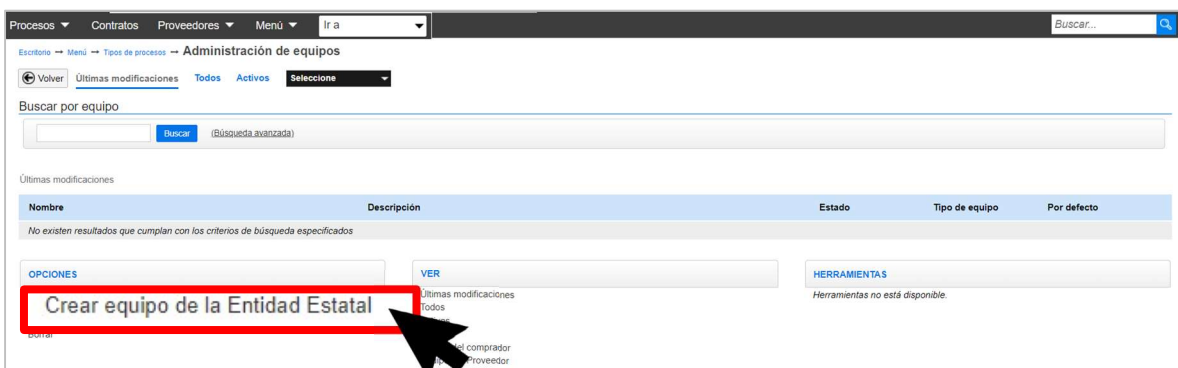 Procesos Contratos Proveedores Menú Ir a Buscar...
Escritorio → Menú → Tipos de procesos → Administración de equipos
Volver Últimas modificaciones Todos Activos Seleccione
Buscar por equipo
Buscar (Búsqueda avanzada)
Últimas modificaciones
Nombre Descripción Estado Tipo de equipo Por defecto
No existen resultados que cumplan con los criterios de búsqueda especificados
OPCIONES VER HERRAMIENTAS
Crear equipo de la Entidad Estatal
Borrar
Últimas modificaciones
Todos
del comprador
Proveedor
Herramientas no está disponible.